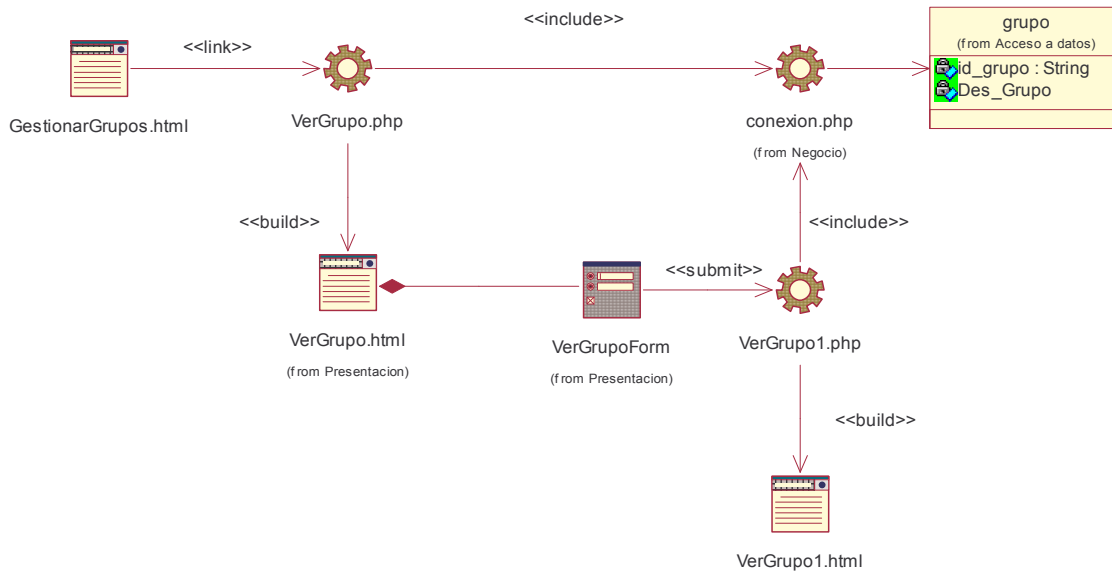 <<include>>
grupo
(from Acceso a datos)
<<link>>
id_grupo : String
Des_Grupo
GestionarGrupos.html
VerGrupo.php
conexion.php
(from Negocio)
<<build>>
<<include>>
<<submit>>
VerGrupo.html
(from Presentacion)
VerGrupoForm
(from Presentacion)
VerGrupo1.php
<<build>>
VerGrupo1.html